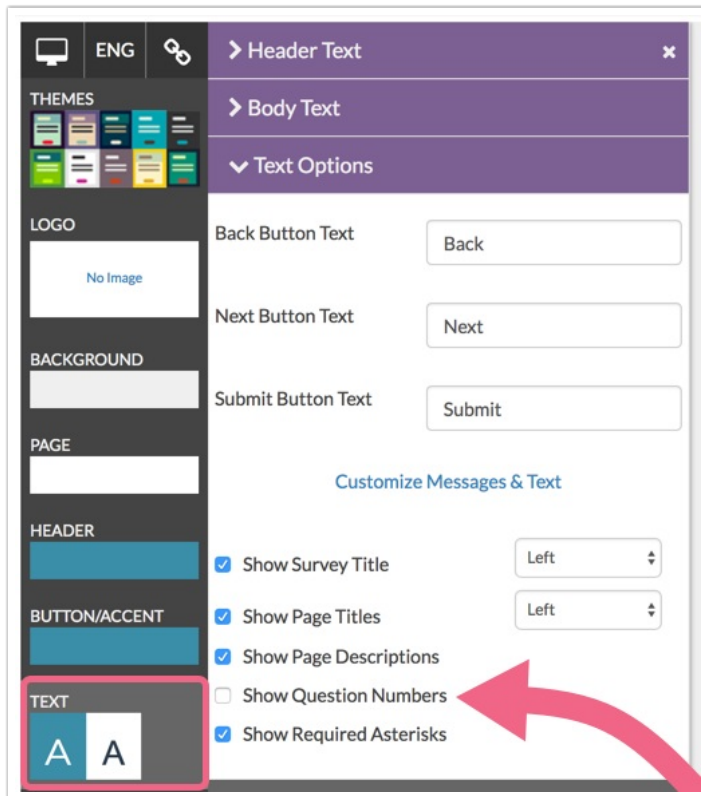 ENG
Header Text
THEMES
Body Text
Text Options
LOGO
No Image
Back Button Text
Back
Next Button Text
Next
BACKGROUND
Submit Button Text
Submit
PAGE
Customize Messages & Text
HEADER
Show Survey Title
Left
BUTTON/ACCENT
Show Page Titles
Left
Show Page Descriptions
TEXT
A A
Show Question Numbers
Show Required Asterisks